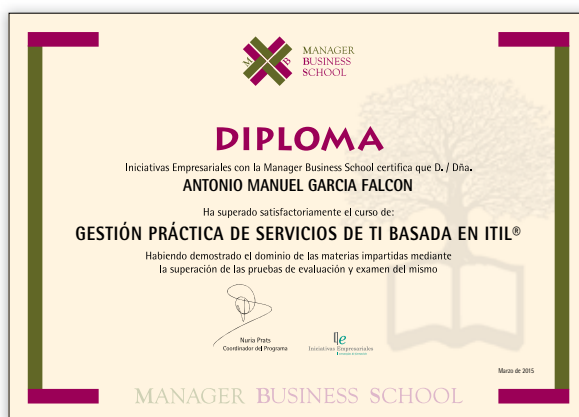 M B
MANAGER
BUSINESS
SCHOOL
DIPLOMA
Iniciativas Empresariales con la Manager Business School certifica que D. / Dña.
ANTONIO MANUEL GARCIA FALCON
Ha superado satisfactoriamente el curso de:
GESTIÓN PRÁCTICA DE SERVICIOS DE TI BASADA EN ITIL®
Habiendo demostrado el dominio de las materias impartidas mediante
la superación de las pruebas de evaluación y examen del mismo
Nuria Prats
Coordinador del Programa
Ie
Iniciativas Empresariales
Marzo de 2015
MANAGER BUSINESS SCHOOL